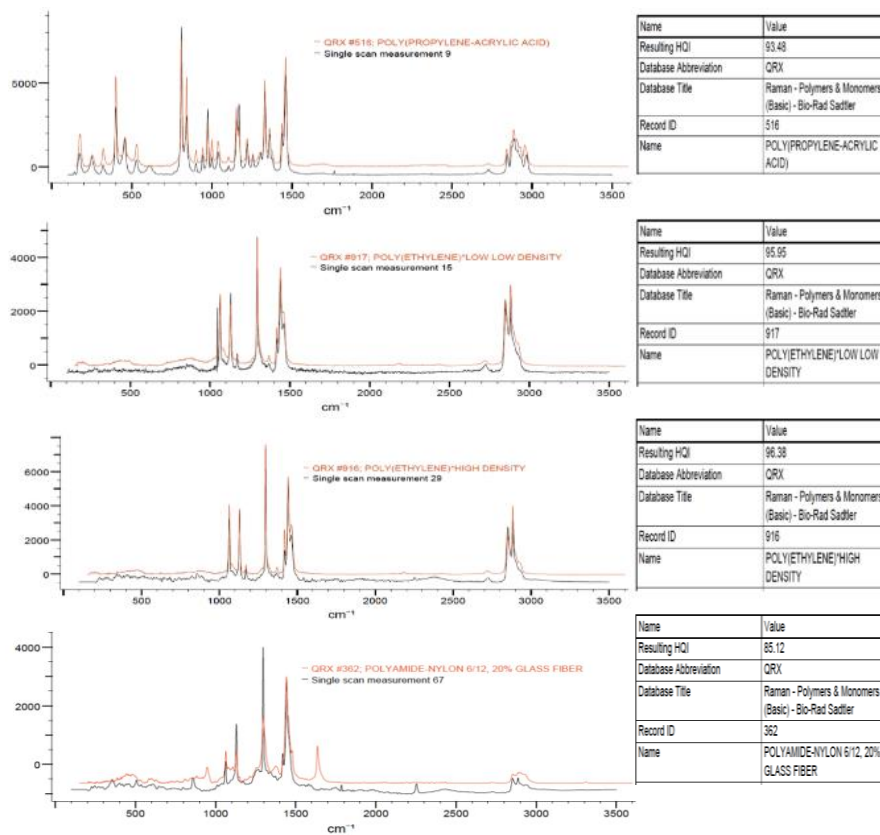 QRX #516; POLY(PROPYLENE-ACRYLIC ACID)
Single scan measurement 9
5000
0
500
1000
1500
2000
2500
3000
3500
cm⁻¹
Name Value
Resulting HQI 93.48
Database Abbreviation QRX
Database Title Raman - Polymers & Monomers
(Basic) - Bio-Rad Sadtler
Record ID 516
Name POLY(PROPYLENE-ACRYLIC
ACID)
QRX #917; POLY(ETHYLENE)*LOW LOW DENSITY
Single scan measurement 15
4000
2000
0
500
1000
1500
2000
2500
3000
3500
cm⁻¹
Name Value
Resulting HQI 95.95
Database Abbreviation QRX
Database Title Raman - Polymers & Monomers
(Basic) - Bio-Rad Sadtler
Record ID 917
Name POLY(ETHYLENE)*LOW LOW
DENSITY
QRX #916; POLY(ETHYLENE)*HIGH DENSITY
Single scan measurement 29
6000
4000
2000
0
500
1000
1500
2000
2500
3000
3500
cm⁻¹
Name Value
Resulting HQI 96.38
Database Abbreviation QRX
Database Title Raman - Polymers & Monomers
(Basic) - Bio-Rad Sadtler
Record ID 916
Name POLY(ETHYLENE)*HIGH
DENSITY
QRX #362; POLYAMIDE-NYLON 6/12, 20% GLASS FIBER
Single scan measurement 67
4000
2000
0
500
1000
1500
2000
2500
3000
3500
cm⁻¹
Name Value
Resulting HQI 85.12
Database Abbreviation QRX
Database Title Raman - Polymers & Monomers
(Basic) - Bio-Rad Sadtler
Record ID 362
Name POLYAMIDE-NYLON 6/12, 20%
GLASS FIBER